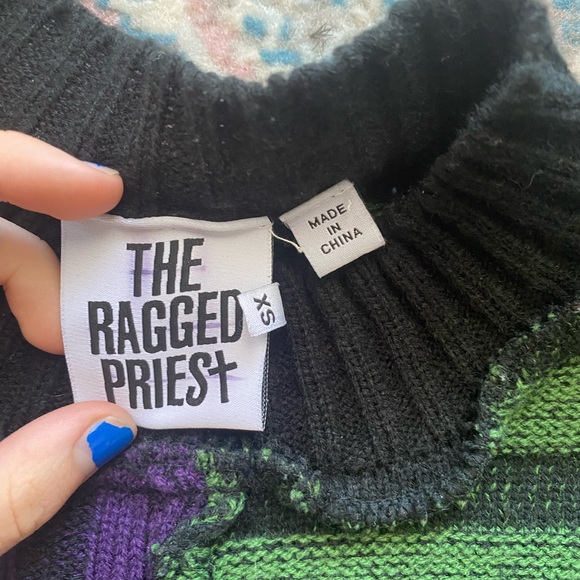 THE
RAGGED
PRIEST
XS
MADE
IN
CHINA